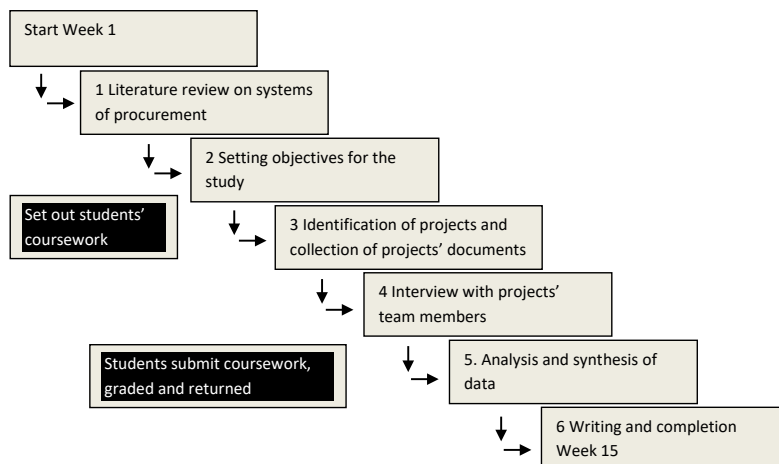 Start Week 1
1 Literature review on systems
of procurement
2 Setting objectives for the
study
Set out students’
coursework
3 Identification of projects and
collection of projects’ documents
4 Interview with projects’
team members
Students submit coursework,
graded and returned
5. Analysis and synthesis of
data
6 Writing and completion
Week 15